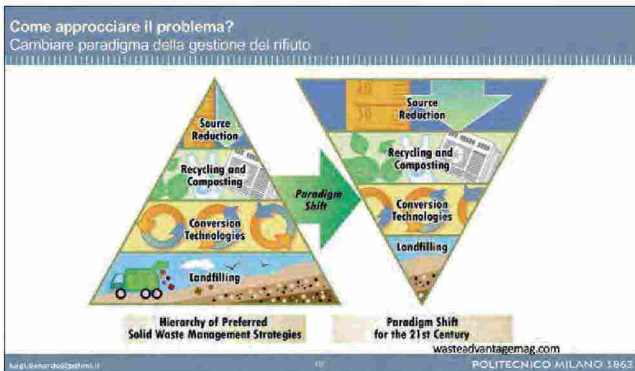 Come approcciare il problema?
Cambiare paradigma della gestione del rifiuto
Source
Reduction
Recycling and
Composting
Conversion
Technologies
Landfilling
Paradigm
Shift
Source
Reduction
Recycling and
Composting
Conversion
Technologies
Landfilling
Hierarchy of Preferred
Solid Waste Management Strategies
Paradigm Shift
for the 21st Century
wasteadvantagemag.com
POLITECNICO MILANO 1863